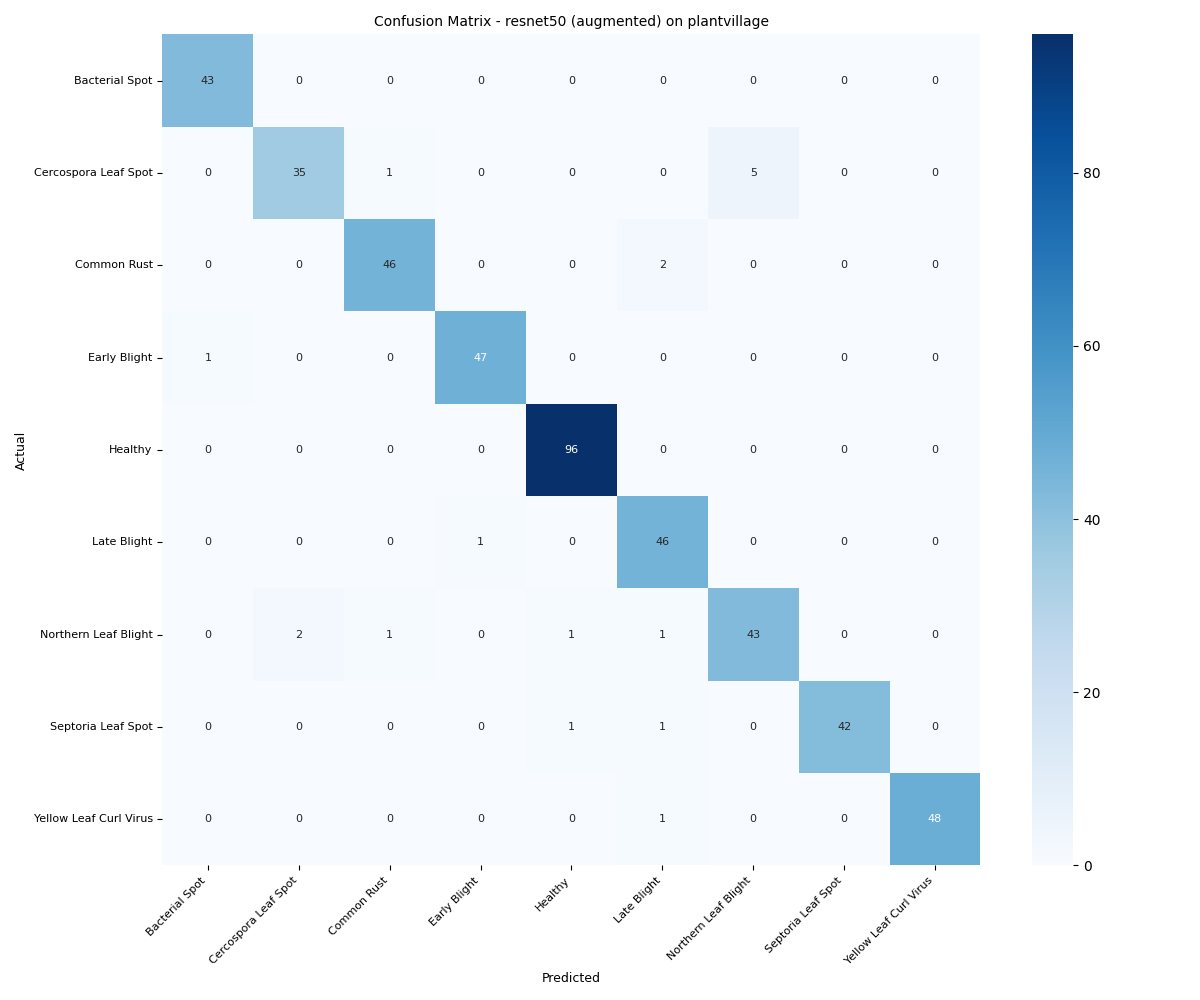 Confusion Matrix - resnet50 (augmented) on plantvillage
Actual
Bacterial Spot 43 0 0 0 0 0 0 0 0
Cercospora Leaf Spot 0 35 1 0 0 0 5 0 0
Common Rust 0 0 46 0 0 2 0 0 0
Early Blight 1 0 0 47 0 0 0 0 0
Healthy 0 0 0 0 96 0 0 0 0
Late Blight 0 0 0 1 0 46 0 0 0
Northern Leaf Blight 0 2 1 0 1 1 43 0 0
Septoria Leaf Spot 0 0 0 0 1 1 0 42 0
Yellow Leaf Curl Virus 0 0 0 0 0 1 0 0 48
Bacterial Spot
Cercospora Leaf Spot
Common Rust
Early Blight
Healthy
Late Blight
Northern Leaf Blight
Septoria Leaf Spot
Yellow Leaf Curl Virus
Predicted
80
60
40
20
0